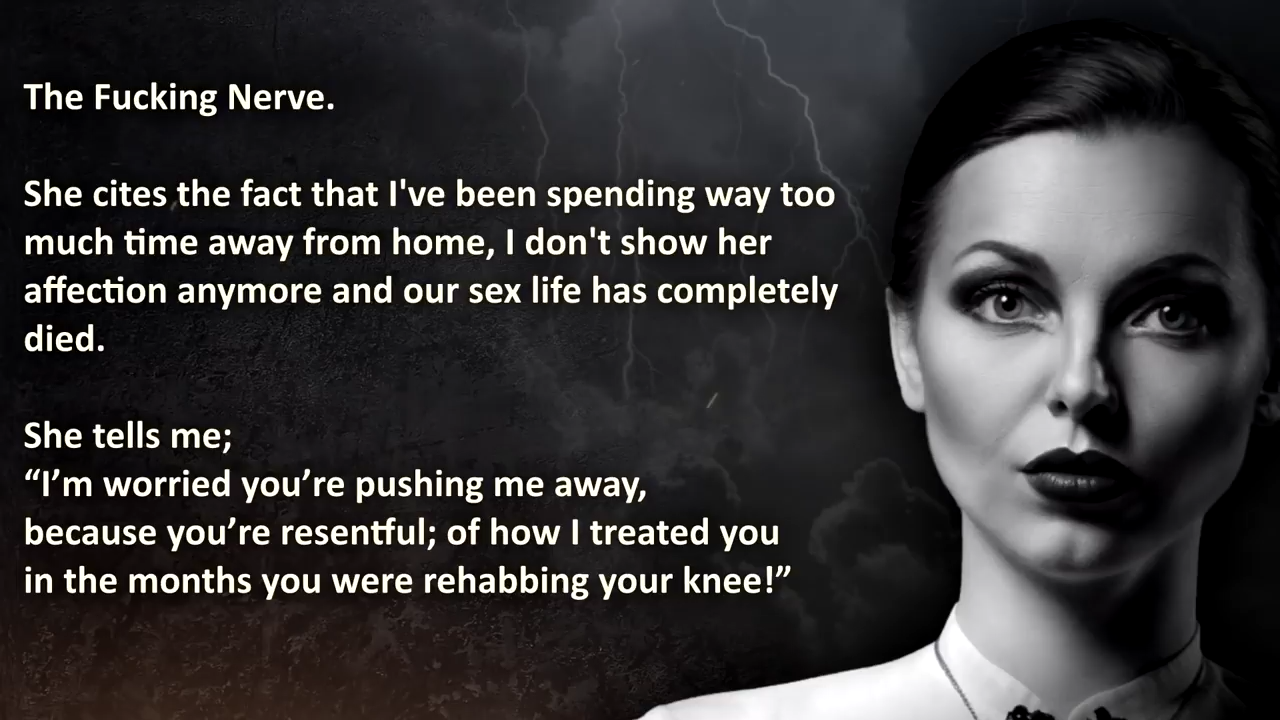 The Fucking Nerve.
She cites the fact that I've been spending way too
much time away from home, I don't show her
affection anymore and our sex life has completely
died.
She tells me;
“I’m worried you’re pushing me away,
because you’re resentful; of how I treated you
in the months you were rehabbing your knee!”